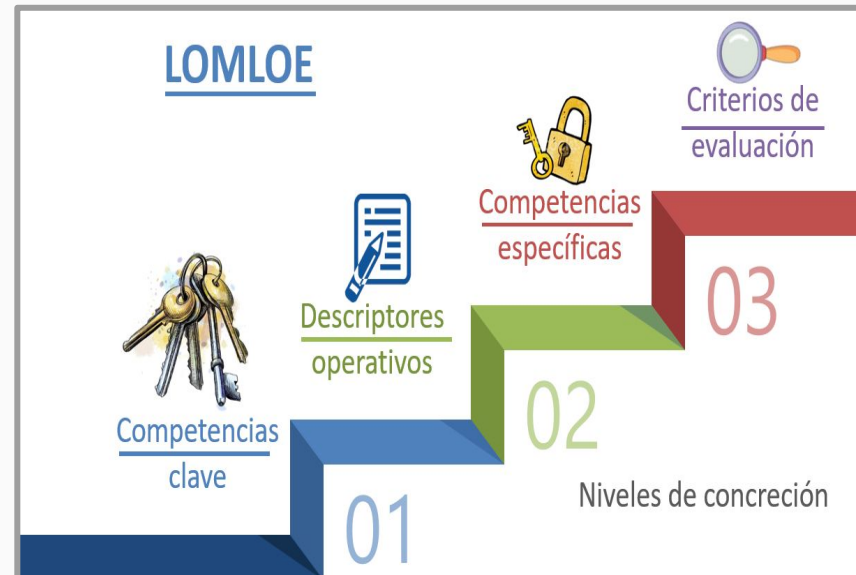 LOMLOE
Criterios de
evaluación
Competencias
específicas
Descriptores
operativos
Competencias
clave
03
02
01
Niveles de concreción